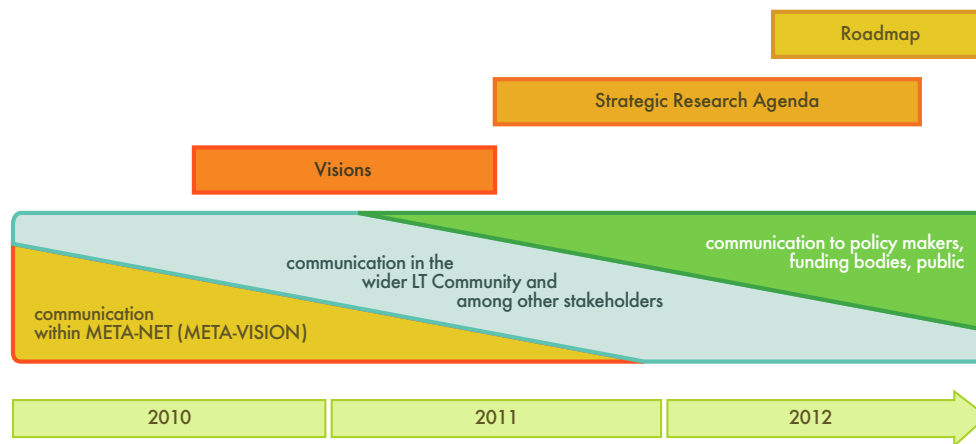 Roadmap
Strategic Research Agenda
Visions
communication to policy makers,
funding bodies, public
communication in the
wider LT Community and
among other stakeholders
communication
within META-NET (META-VISION)
2010
2011
2012